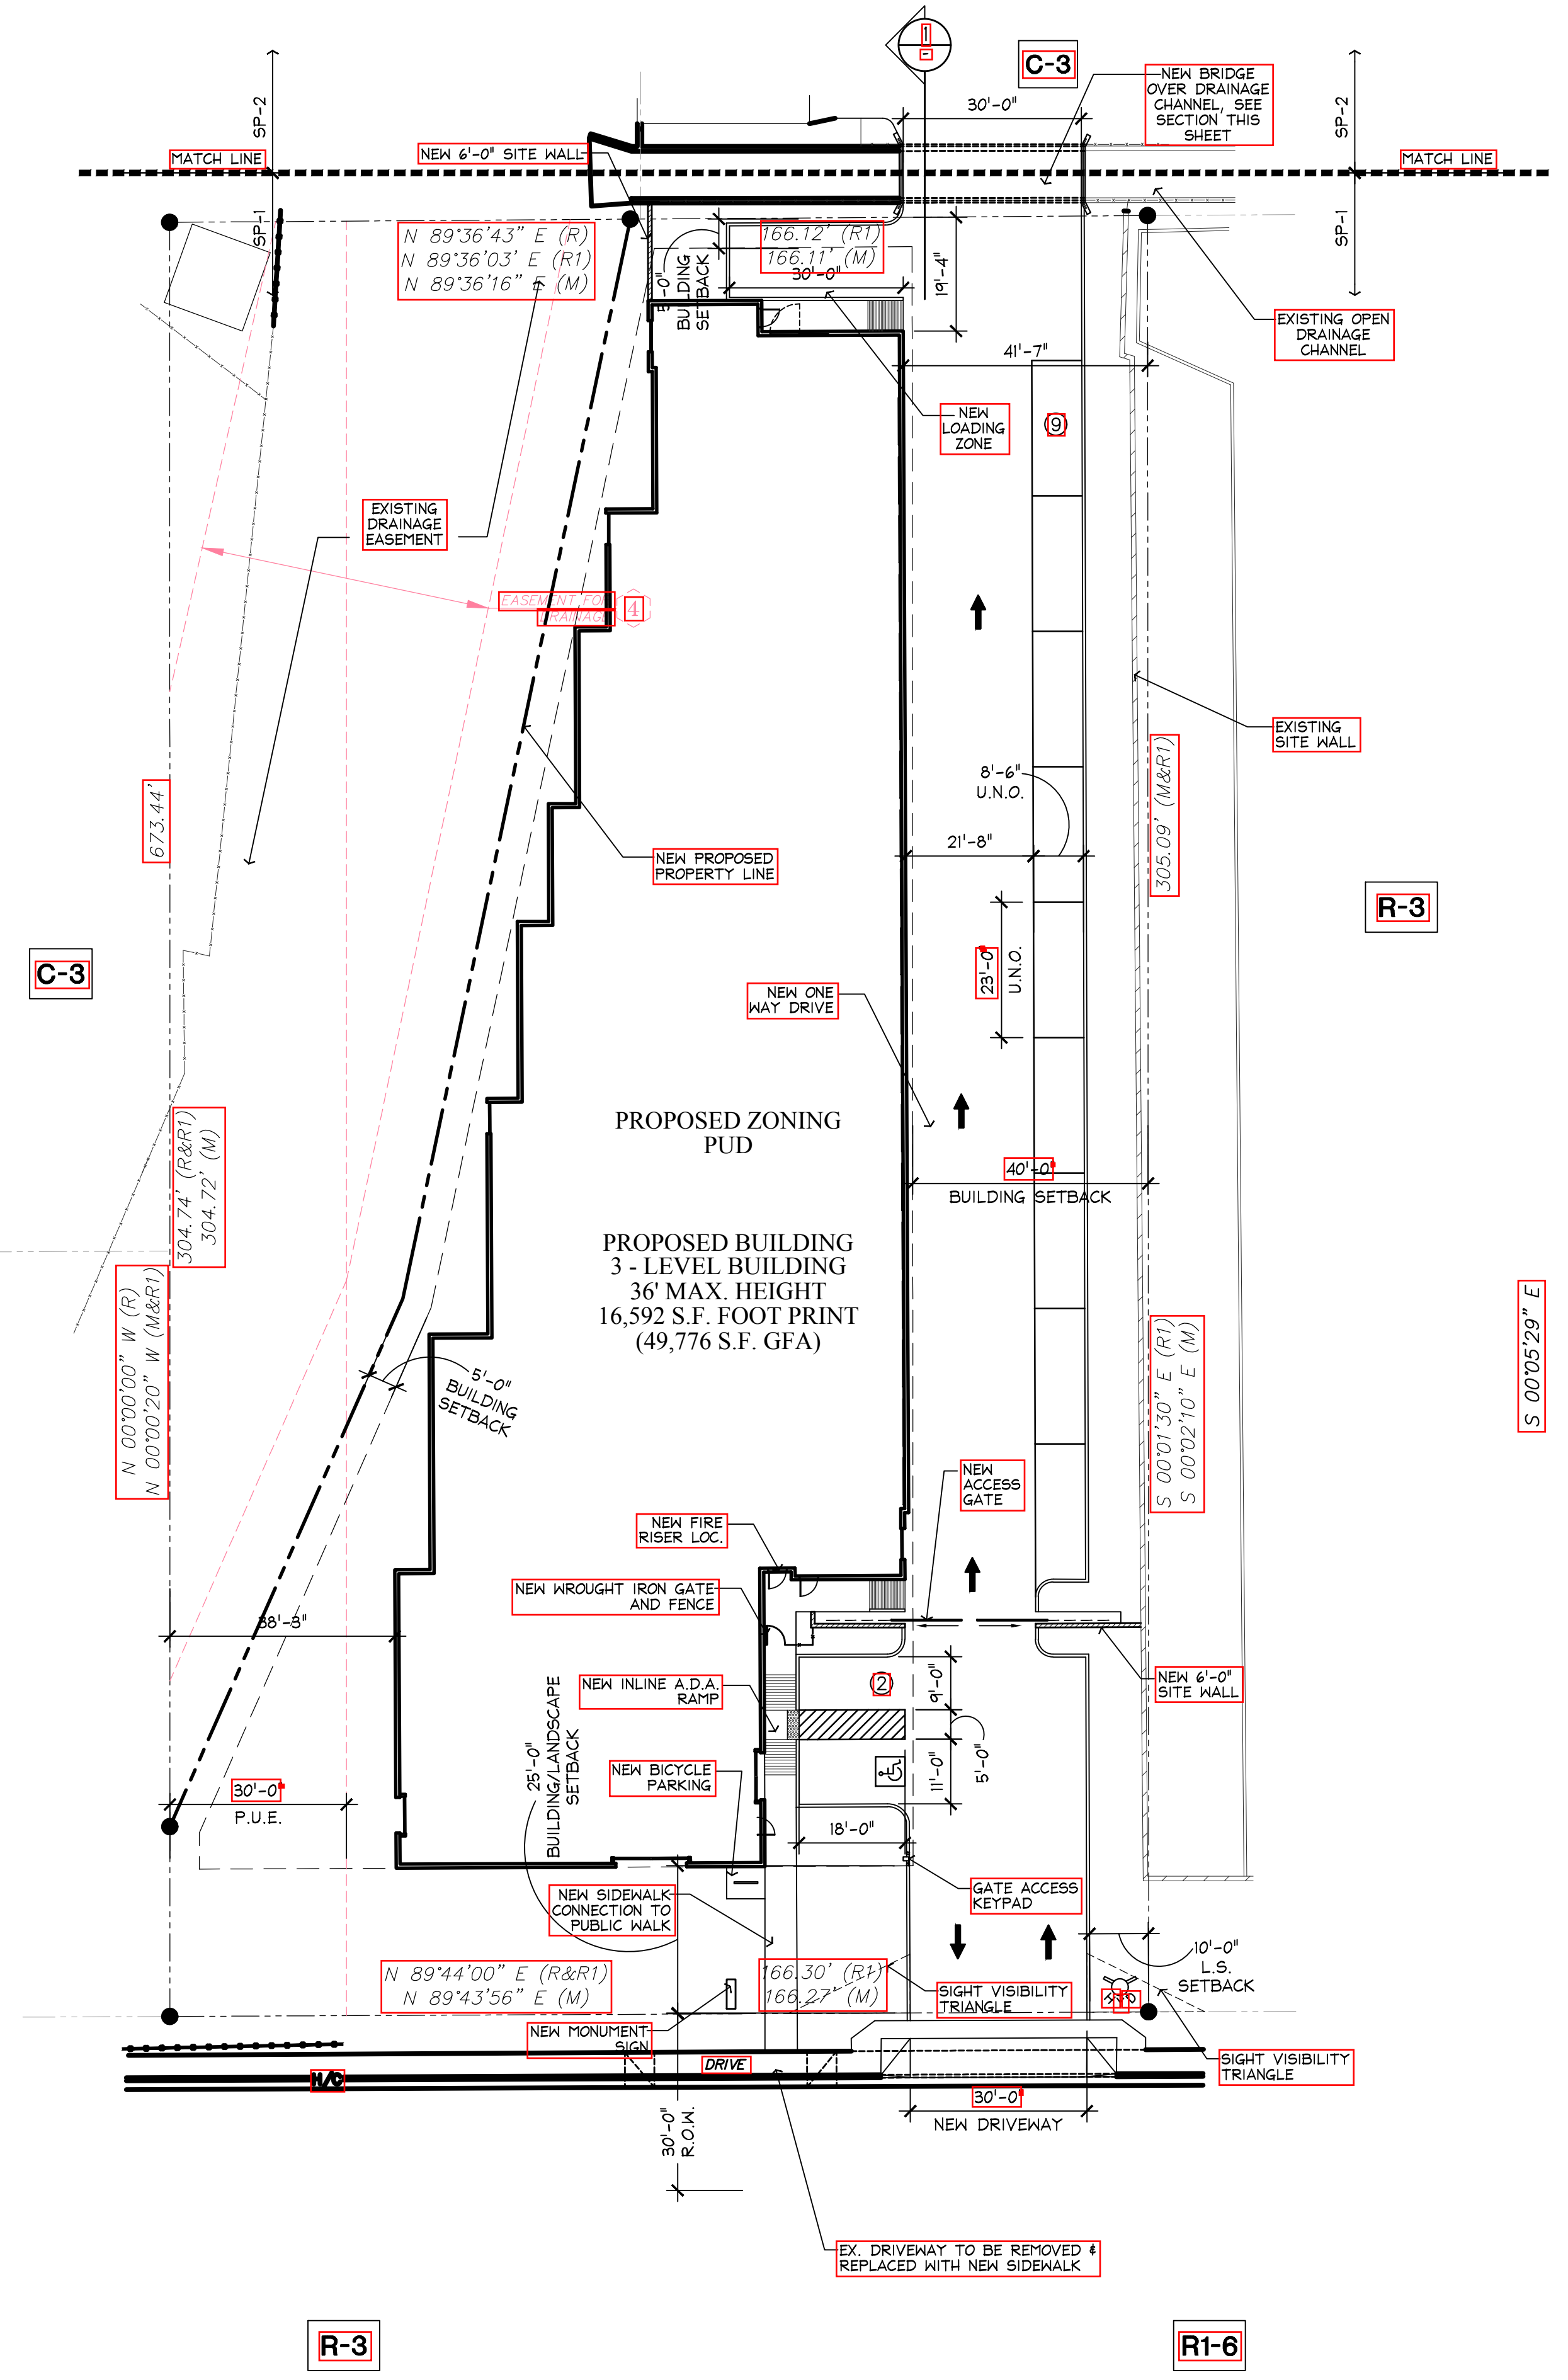 1
-
C-3
NEW BRIDGE
OVER DRAINAGE
CHANNEL, SEE
SECTION THIS
SHEET
30'-0"
SP-2
SP-2
MATCH LINE
NEW 6'-0" SITE WALL
MATCH LINE
SP-1
SP-1
N 89°36'43" E (R)
N 89°36'03' E (R1)
N 89°36'16" E (M)
5'-0"
BUILDING
SETBACK
166.12' (R1)
166.11' (M)
30'-0"
19'-4"
EXISTING OPEN
DRAINAGE
CHANNEL
41'-7"
NEW
LOADING
ZONE
9
EXISTING
DRAINAGE
EASEMENT
EASEMENT FOR
DRAINAGE
4
EXISTING
SITE WALL
673.44'
305.09' (M&R1)
8'-6"
U.N.O.
21'-8"
NEW PROPOSED
PROPERTY LINE
R-3
C-3
23'-0"
U.N.O.
NEW ONE
WAY DRIVE
PROPOSED ZONING
PUD
304.74' (R&R1)
304.72' (M)
40'-0"
BUILDING SETBACK
PROPOSED BUILDING
3 - LEVEL BUILDING
36' MAX. HEIGHT
16,592 S.F. FOOT PRINT
(49,776 S.F. GFA)
N 00°00'00" W (R)
N 00°00'20" W (M&R1)
S 00°01'30" E (R1)
S 00°02'10" E (M)
S 00°05'29" E
5'-0"
BUILDING
SETBACK
NEW
ACCESS
GATE
NEW FIRE
RISER LOC.
NEW WROUGHT IRON GATE
AND FENCE
38'-3"
NEW INLINE A.D.A.
RAMP
2
9'-0"
NEW 6'-0"
SITE WALL
25'-0"
BUILDING/LANDSCAPE
SETBACK
NEW BICYCLE
PARKING
11'-0"
5'-0"
30'-0"
P.U.E.
18'-0"
NEW SIDEWALK
CONNECTION TO
PUBLIC WALK
GATE ACCESS
KEYPAD
10'-0"
L.S.
SETBACK
N 89°44'00" E (R&R1)
N 89°43'56" E (M)
166.30' (R1)
166.27' (M)
SIGHT VISIBILITY
TRIANGLE
NEW MONUMENT
SIGN
DRIVE
H/C
SIGHT VISIBILITY
TRIANGLE
30'-0"
NEW DRIVEWAY
30'-0"
R.O.W.
EX. DRIVEWAY TO BE REMOVED &
REPLACED WITH NEW SIDEWALK
R-3
R1-6